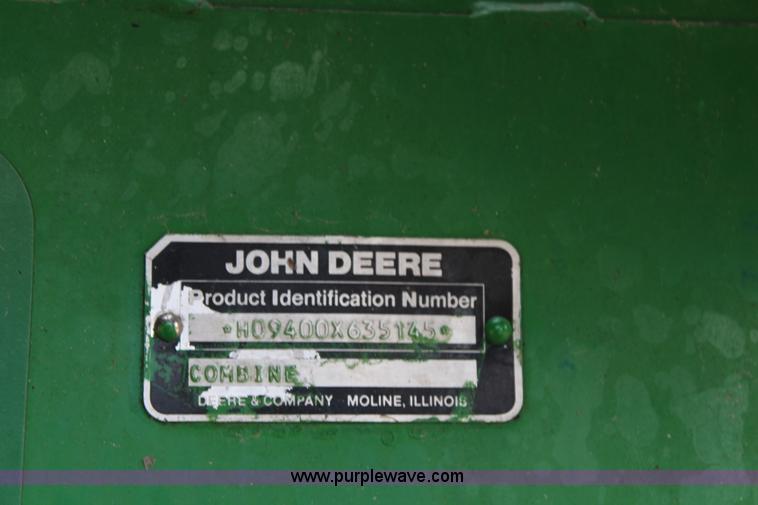 JOHN DEERE
Product Identification Number
*H09400X635145*
COMBINE
DEERE & COMPANY MOLINE, ILLINOIS
www.purplewave.com